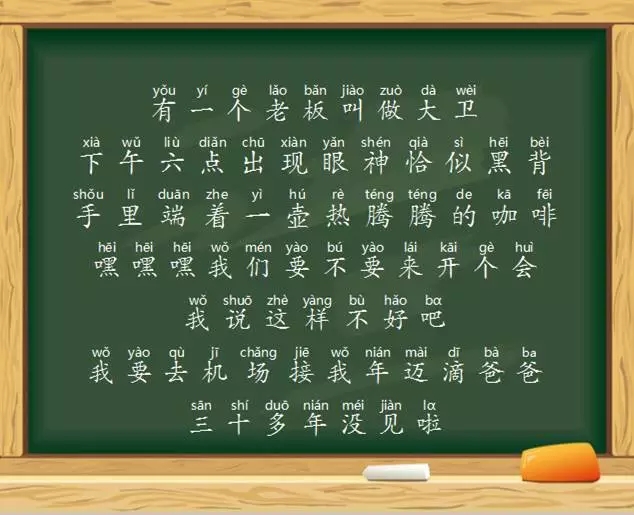 yǒu yí gè lǎo bǎn jiào zuò dà wèi
有一个老板叫做大卫
xià wǔ liù diǎn chū xiàn yǎn shén qià sì hēi bèi
下午六点出现眼神恰似黑背
shǒu lǐ duān zhe yì hú rè téng téng de kā fēi
手里端着一壶热腾腾的咖啡
hēi hēi hēi wǒ mén yào bú yào lái kāi gè huì
嘿嘿嘿我们要不要来开个会
wǒ shuō zhè yàng bù hǎo bɑ
我说这样不好吧
wǒ yào qù jī chǎng jiē wǒ nián mài dī bà ba
我要去机场接我年迈滴爸爸
sān shí duō nián méi jiàn lɑ
三十多年没见啦